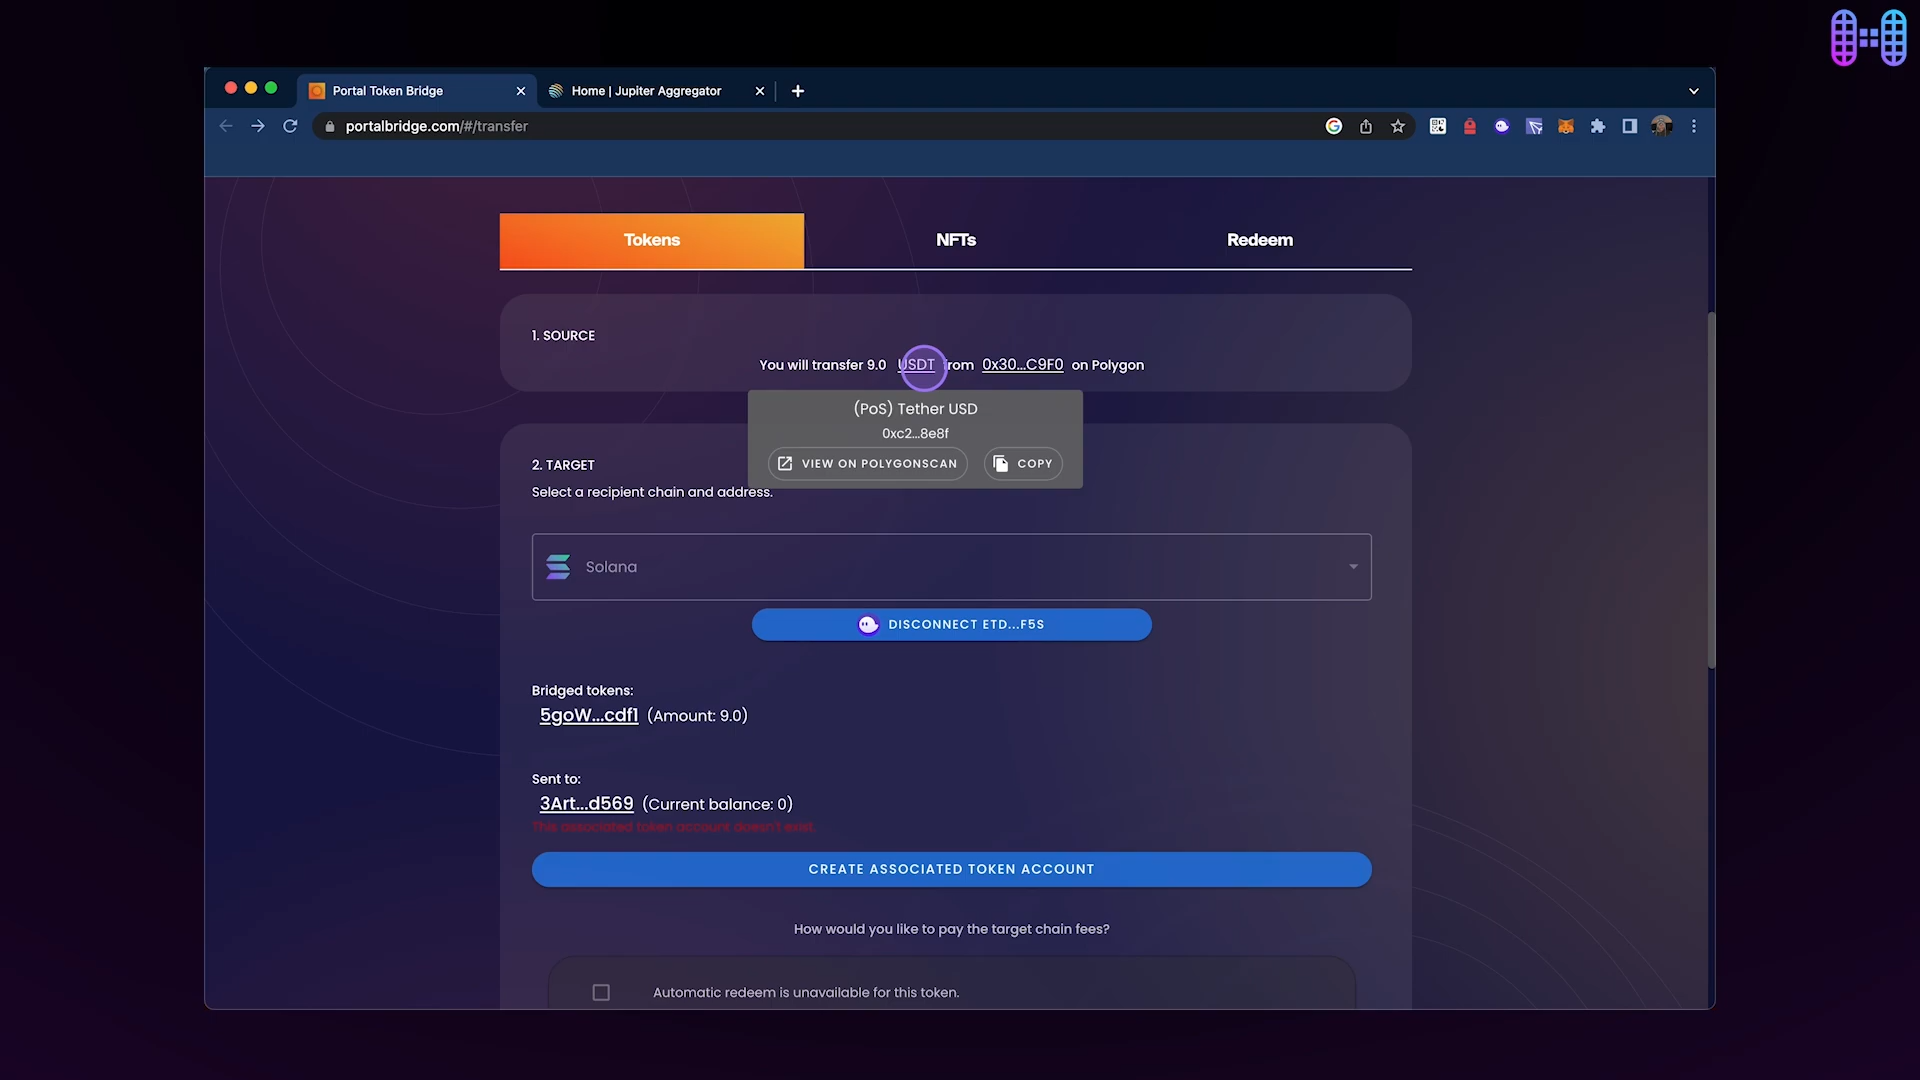 Portal Token Bridge
Home | Jupiter Aggregator
portalbridge.com/#/transfer
Tokens
NFTs
Redeem
1. SOURCE
You will transfer 9.0 USDT from 0x30...C9F0 on Polygon
(PoS) Tether USD
0xc2...8e8f
VIEW ON POLYGONSCAN
COPY
2. TARGET
Select a recipient chain and address.
Solana
DISCONNECT ETD...F5S
Bridged tokens:
5goW...cdf1 (Amount: 9.0)
Sent to:
3Art...d569 (Current balance: 0)
This associated token account doesn't exist.
CREATE ASSOCIATED TOKEN ACCOUNT
How would you like to pay the target chain fees?
Automatic redeem is unavailable for this token.